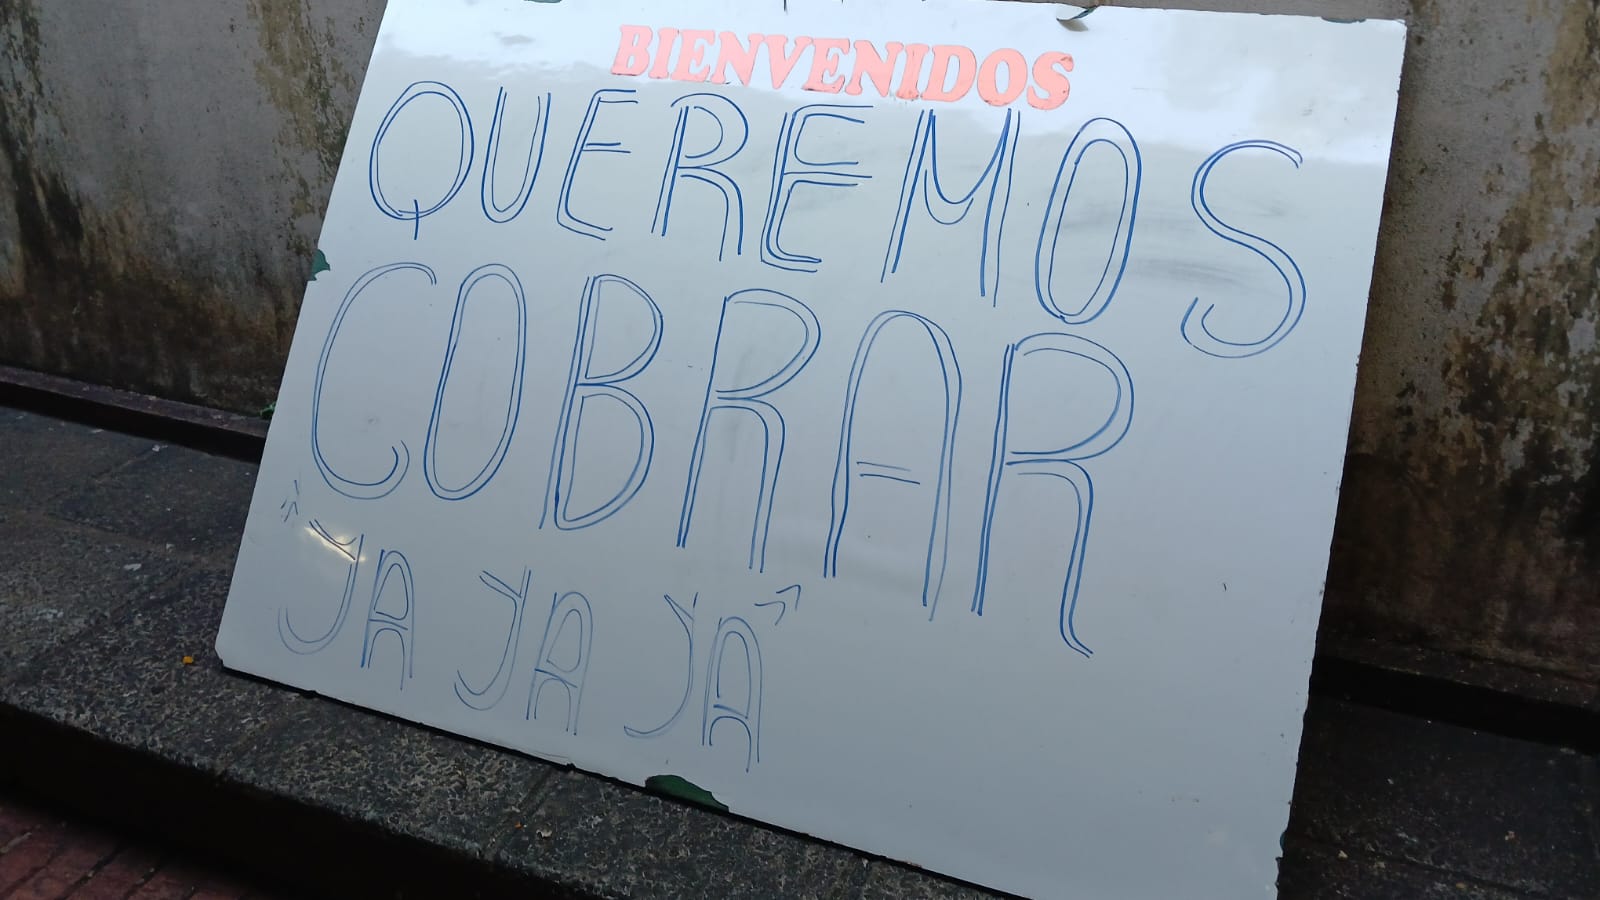 BIENVENIDOS
QUEREMOS
COBRAR
"YA YA YA"